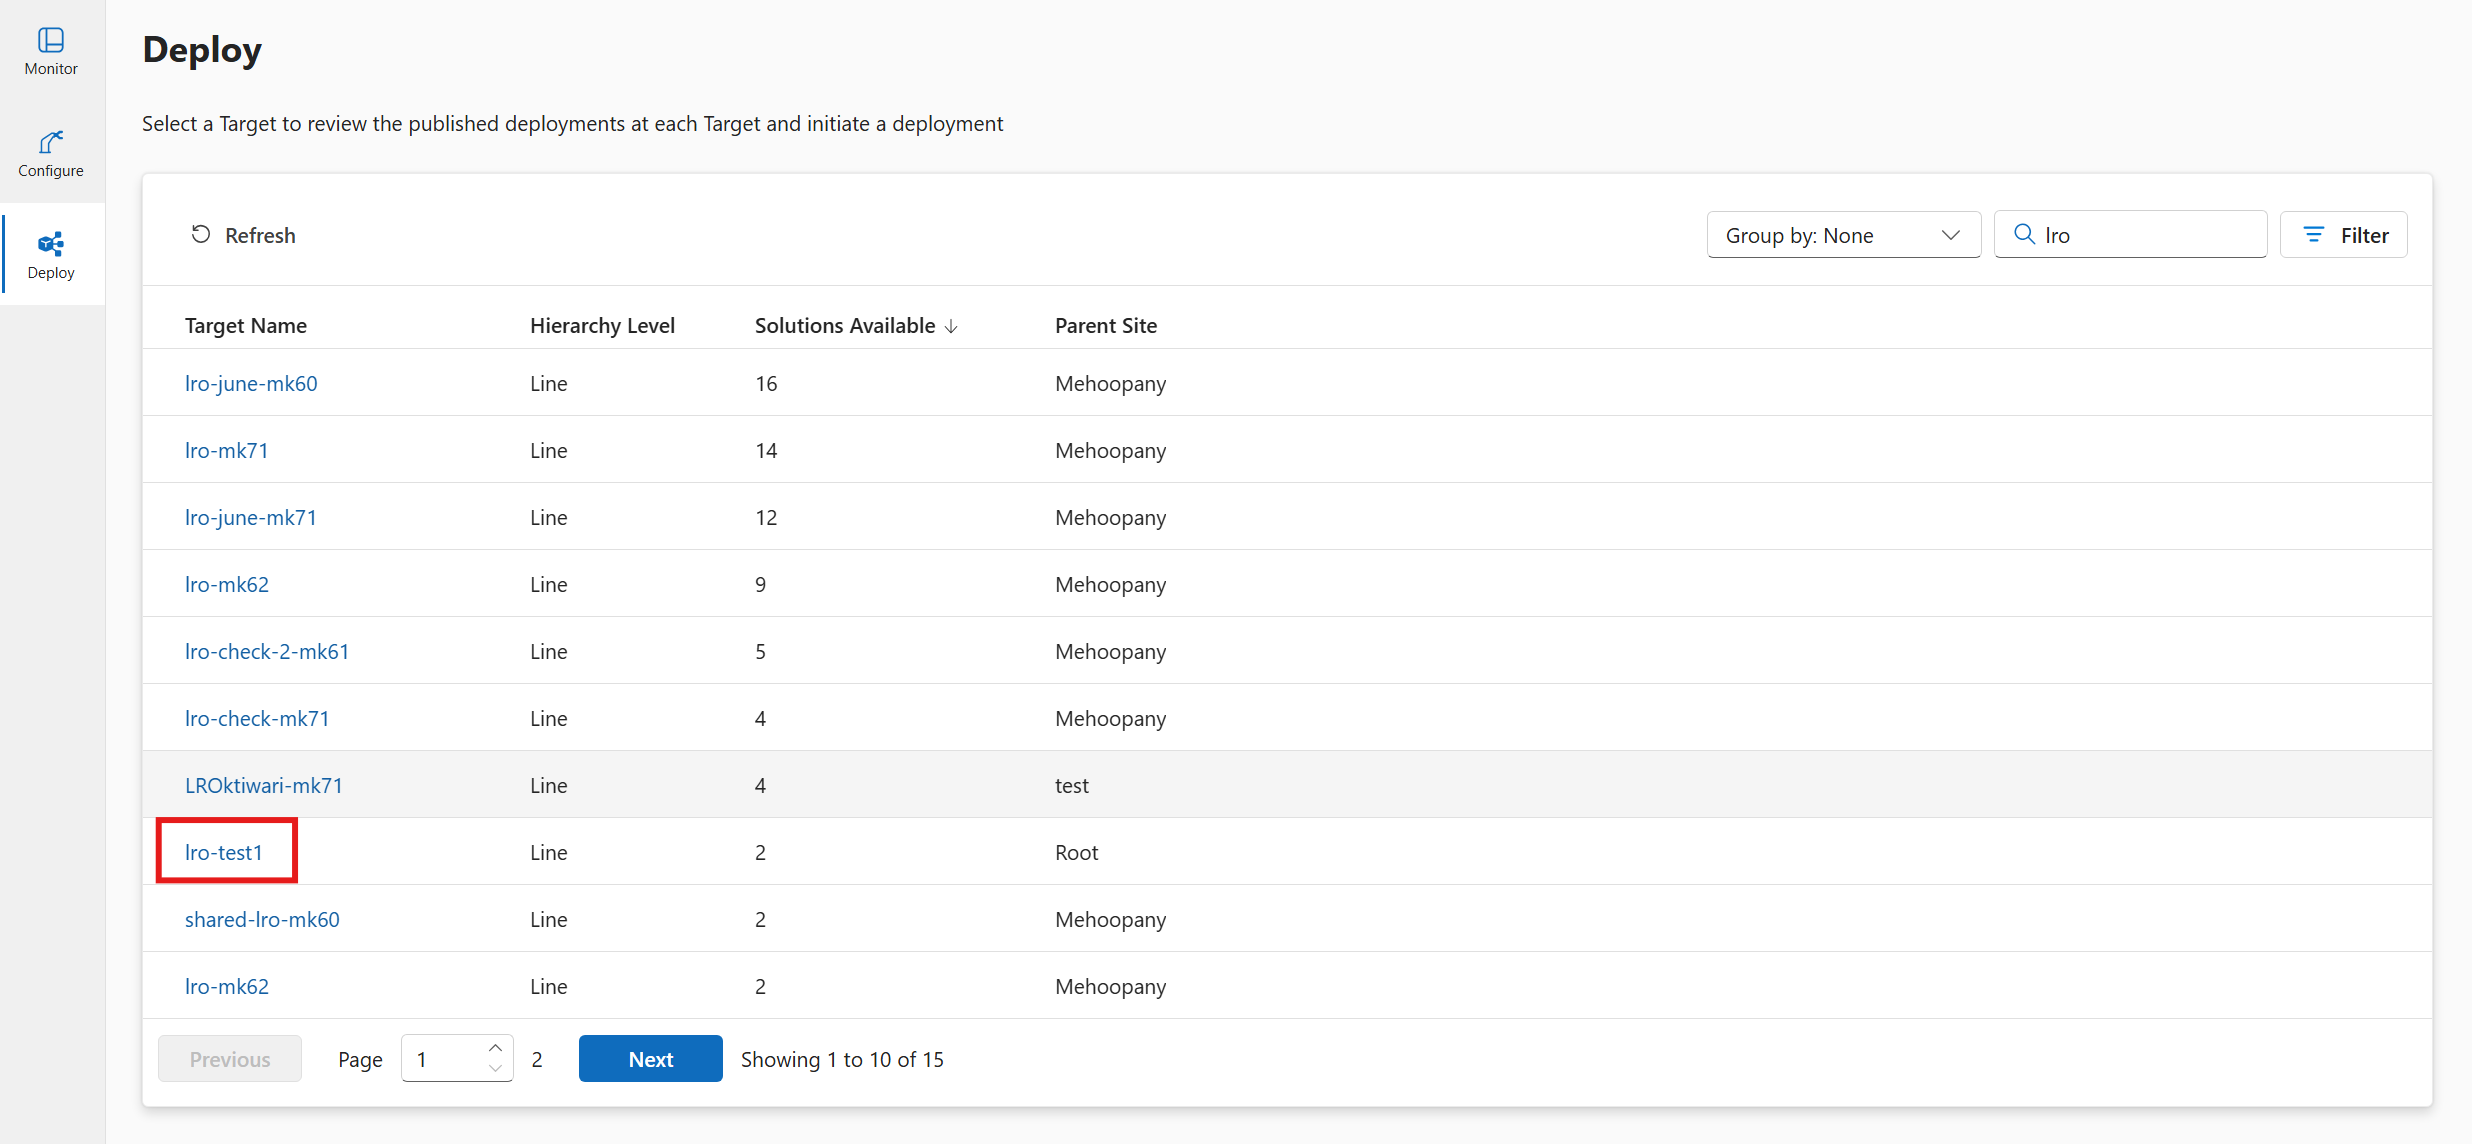 Monitor
Configure
Deploy
Deploy
Select a Target to review the published deployments at each Target and initiate a deployment
Refresh
Group by: None
lro
Filter
Target Name Hierarchy Level Solutions Available Parent Site
lro-june-mk60 Line 16 Mehoopany
lro-mk71 Line 14 Mehoopany
lro-june-mk71 Line 12 Mehoopany
lro-mk62 Line 9 Mehoopany
lro-check-2-mk61 Line 5 Mehoopany
lro-check-mk71 Line 4 Mehoopany
LROktiwari-mk71 Line 4 test
lro-test1 Line 2 Root
shared-lro-mk60 Line 2 Mehoopany
lro-mk62 Line 2 Mehoopany
Previous Page 1 2 Next Showing 1 to 10 of 15